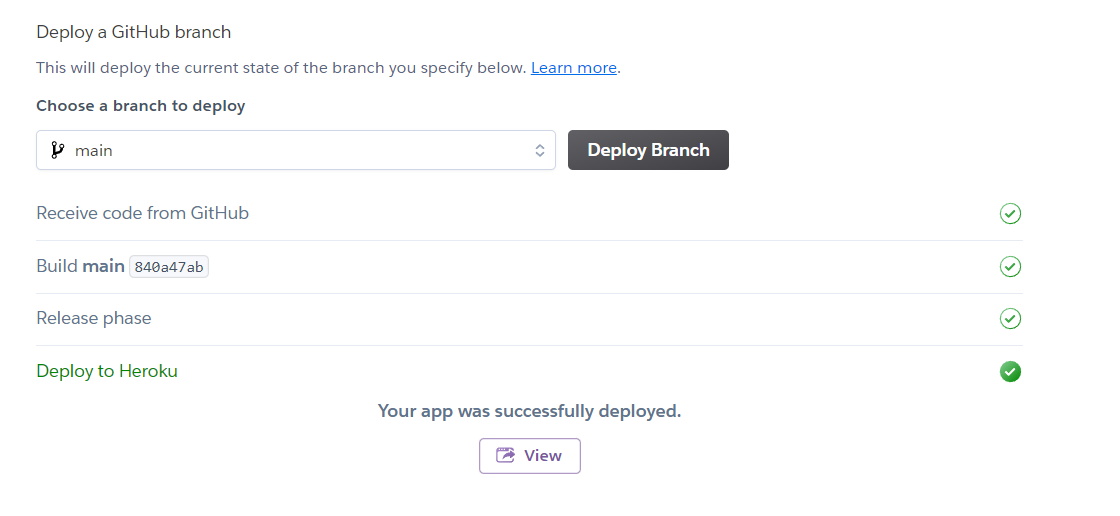 Deploy a GitHub branch
This will deploy the current state of the branch you specify below. Learn more.
Choose a branch to deploy
main
Deploy Branch
Receive code from GitHub
Build main 840a47ab
Release phase
Deploy to Heroku
Your app was successfully deployed.
View